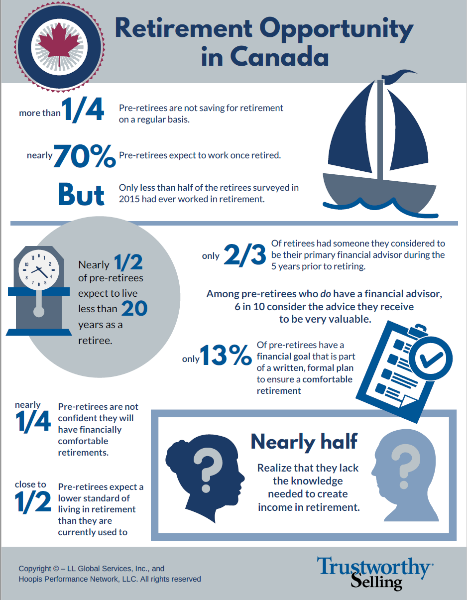 Retirement Opportunity
in Canada
more than 1/4
Pre-retirees are not saving for retirement
on a regular basis.
nearly 70%
Pre-retirees expect to work once retired.
But
Only less than half of the retirees surveyed in
2015 had ever worked in retirement.
Nearly 1/2
of pre-retirees
expect to live
less than 20
years as a
retiree.
only 2/3
Of retirees had someone they considered to
be their primary financial advisor during the
5 years prior to retiring.
Among pre-retirees who do have a financial advisor,
6 in 10 consider the advice they receive
to be very valuable.
only 13%
Of pre-retirees have a
financial goal that is part
of a written, formal plan
to ensure a comfortable
retirement
nearly
1/4
Pre-retirees are not
confident they will
have financially
comfortable
retirements.
close to
1/2
Pre-retirees expect a
lower standard of
living in retirement
than they are
currently used to
Nearly half
Realize that they lack
the knowledge
needed to create
income in retirement.
? ?
Copyright © – LL Global Services, Inc., and
Hoopis Performance Network, LLC. All rights reserved
Trustworthy
Selling